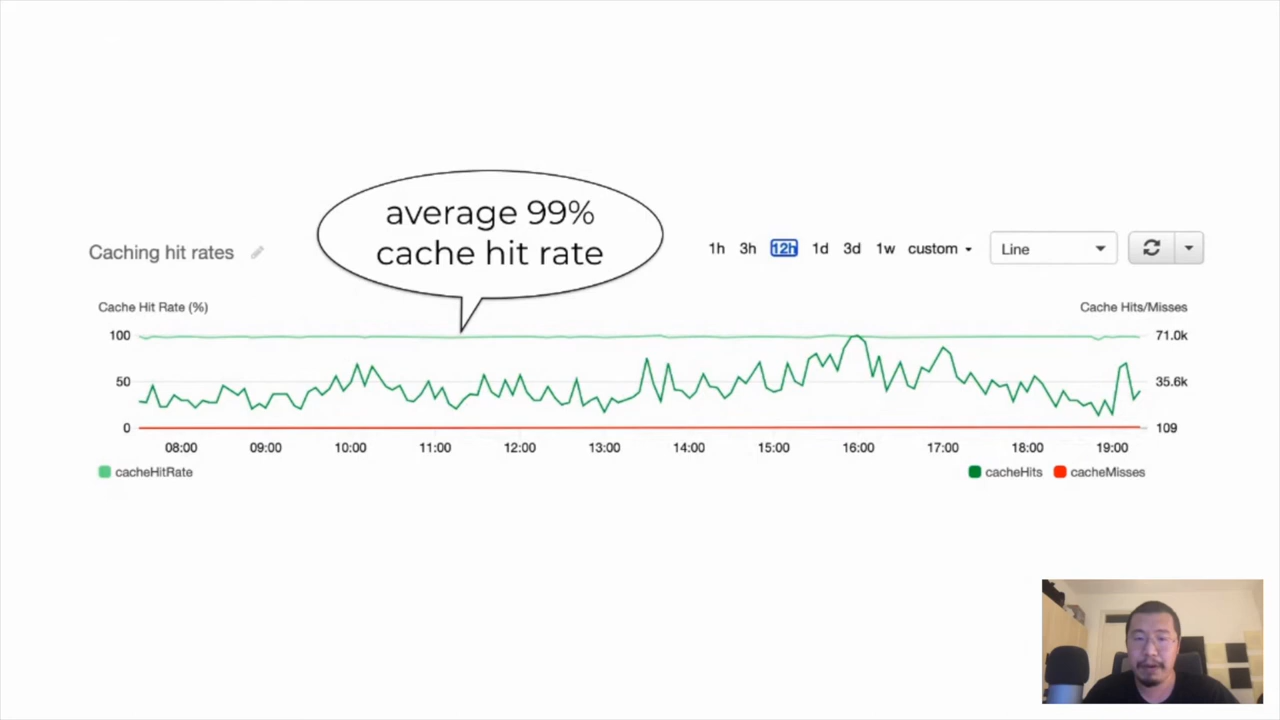 average 99%
cache hit rate
Caching hit rates
1h 3h 12h 1d 3d 1w custom Line
Cache Hit Rate (%)
Cache Hits/Misses
100
71.0k
50
35.6k
0
109
08:00 09:00 10:00 11:00 12:00 13:00 14:00 15:00 16:00 17:00 18:00 19:00
cacheHitRate
cacheHits cacheMisses